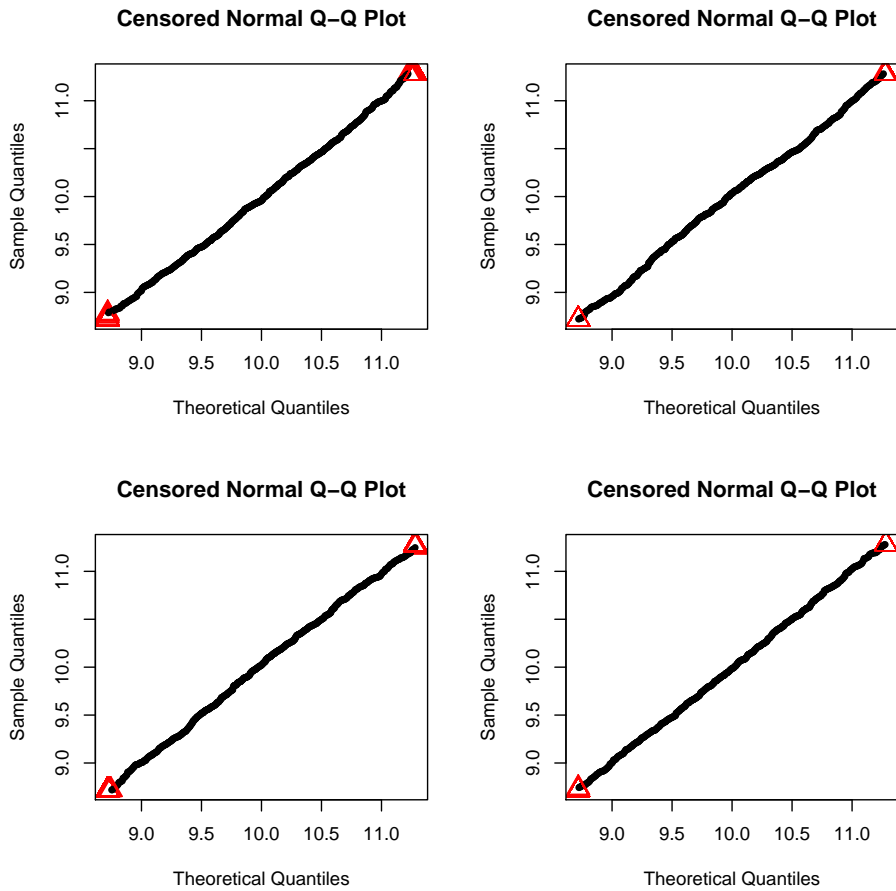 Censored Normal Q−Q Plot
Sample Quantiles
11.0
10.0
9.5
9.0
9.0 9.5 10.0 10.5 11.0
Theoretical Quantiles
Censored Normal Q−Q Plot
Sample Quantiles
11.0
10.0
9.5
9.0
9.0 9.5 10.0 10.5 11.0
Theoretical Quantiles
Censored Normal Q−Q Plot
Sample Quantiles
11.0
10.0
9.5
9.0
9.0 9.5 10.0 10.5 11.0
Theoretical Quantiles
Censored Normal Q−Q Plot
Sample Quantiles
11.0
10.0
9.5
9.0
9.0 9.5 10.0 10.5 11.0
Theoretical Quantiles